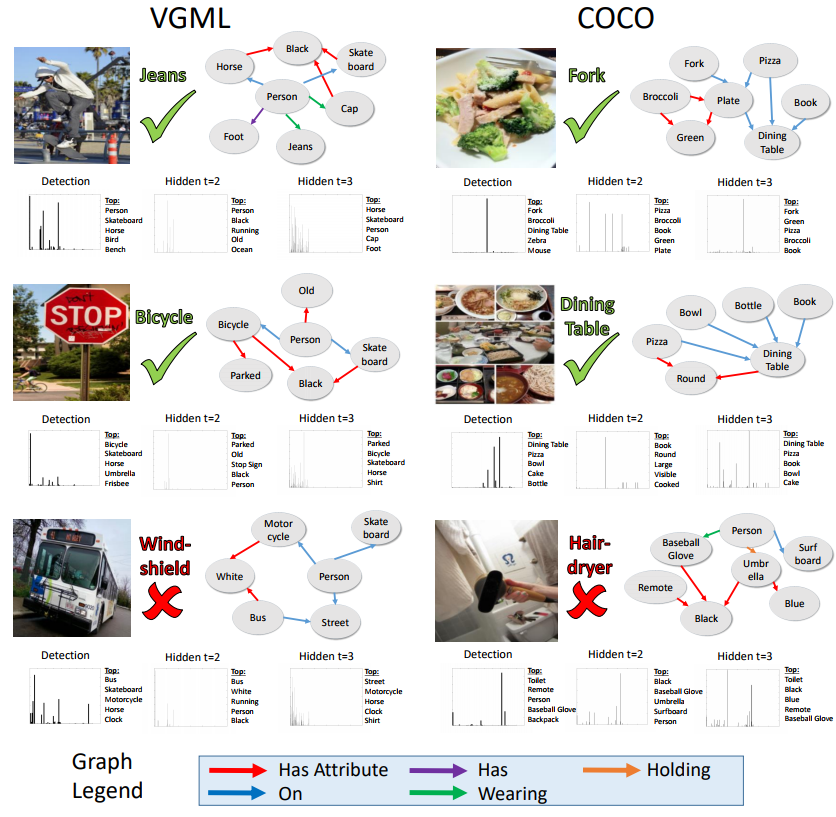 VGML
COCO
Jeans
Horse
Black
Skate
board
Person
Cap
Foot
Jeans
Fork
Fork
Pizza
Broccoli
Plate
Book
Green
Dining
Table
Detection
Top:
Person
Skateboard
Horse
Bird
Bench
Hidden t=2
Top:
Person
Black
Running
Old
Ocean
Hidden t=3
Top:
Horse
Skateboard
Person
Cap
Foot
Detection
Top:
Fork
Broccoli
Dining Table
Zebra
Mouse
Hidden t=2
Top:
Pizza
Broccoli
Book
Green
Plate
Hidden t=3
Top:
Fork
Green
Pizza
Broccoli
Book
STOP
Bicycle
Old
Bicycle
Person
Skate
board
Parked
Black
Dining
Table
Bowl
Bottle
Book
Pizza
Dining
Table
Round
Detection
Top:
Bicycle
Skateboard
Horse
Umbrella
Frisbee
Hidden t=2
Top:
Parked
Old
Stop Sign
Black
Person
Hidden t=3
Top:
Parked
Bicycle
Skateboard
Horse
Shirt
Detection
Top:
Dining Table
Pizza
Bowl
Cake
Bottle
Hidden t=2
Top:
Book
Round
Large
Visible
Cooked
Hidden t=3
Top:
Dining Table
Pizza
Book
Bowl
Cake
Wind-
shield
Motor
cycle
Skate
board
White
Person
Bus
Street
Hair-
dryer
Baseball
Glove
Person
Surf
board
Umbr
ella
Remote
Blue
Black
Detection
Top:
Bus
Skateboard
Motorcycle
Horse
Clock
Hidden t=2
Top:
Bus
White
Running
Person
Black
Hidden t=3
Top:
Street
Motorcycle
Horse
Clock
Shirt
Detection
Top:
Toilet
Remote
Person
Baseball Glove
Backpack
Hidden t=2
Top:
Black
Baseball Glove
Umbrella
Surfboard
Person
Hidden t=3
Top:
Toilet
Black
Blue
Remote
Baseball Glove
Graph
Legend
Has Attribute
Has
Holding
On
Wearing